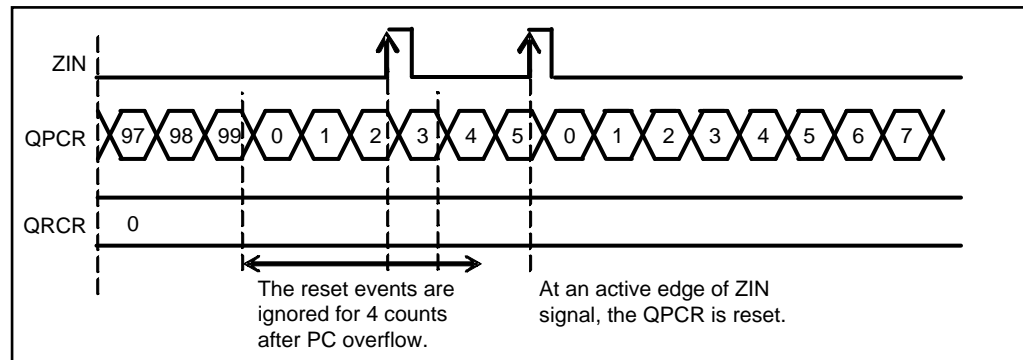 ZIN
QPCR 97 98 99 0 1 2 3 4 5 0 1 2 3 4 5 6 7
QRCR 0
The reset events are
ignored for 4 counts
after PC overflow.
At an active edge of ZIN
signal, the QPCR is reset.